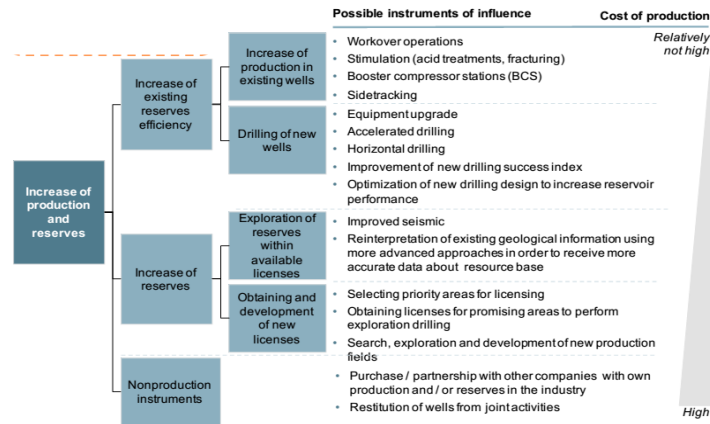 Possible instruments of influence
Cost of production
Relatively
not high
Increase of
production in
existing wells
• Workover operations
• Stimulation (acid treatments, fracturing)
• Booster compressor stations (BCS)
• Sidetracking
Increase of
existing
reserves
efficiency
Drilling of new
wells
• Equipment upgrade
• Accelerated drilling
• Horizontal drilling
• Improvement of new drilling success index
• Optimization of new drilling design to increase reservoir
performance
Increase of
production
and
reserves
Exploration of
reserves
within
available
licenses
• Improved seismic
• Reinterpretation of existing geological information using
more advanced approaches in order to receive more
accurate data about resource base
Increase of
reserves
Obtaining and
development
of new
licenses
• Selecting priority areas for licensing
• Obtaining licenses for promising areas to perform
exploration drilling
• Search, exploration and development of new production
fields
Nonproduction
instruments
• Purchase / partnership with other companies with own
production and / or reserves in the industry
• Restitution of wells from joint activities
High